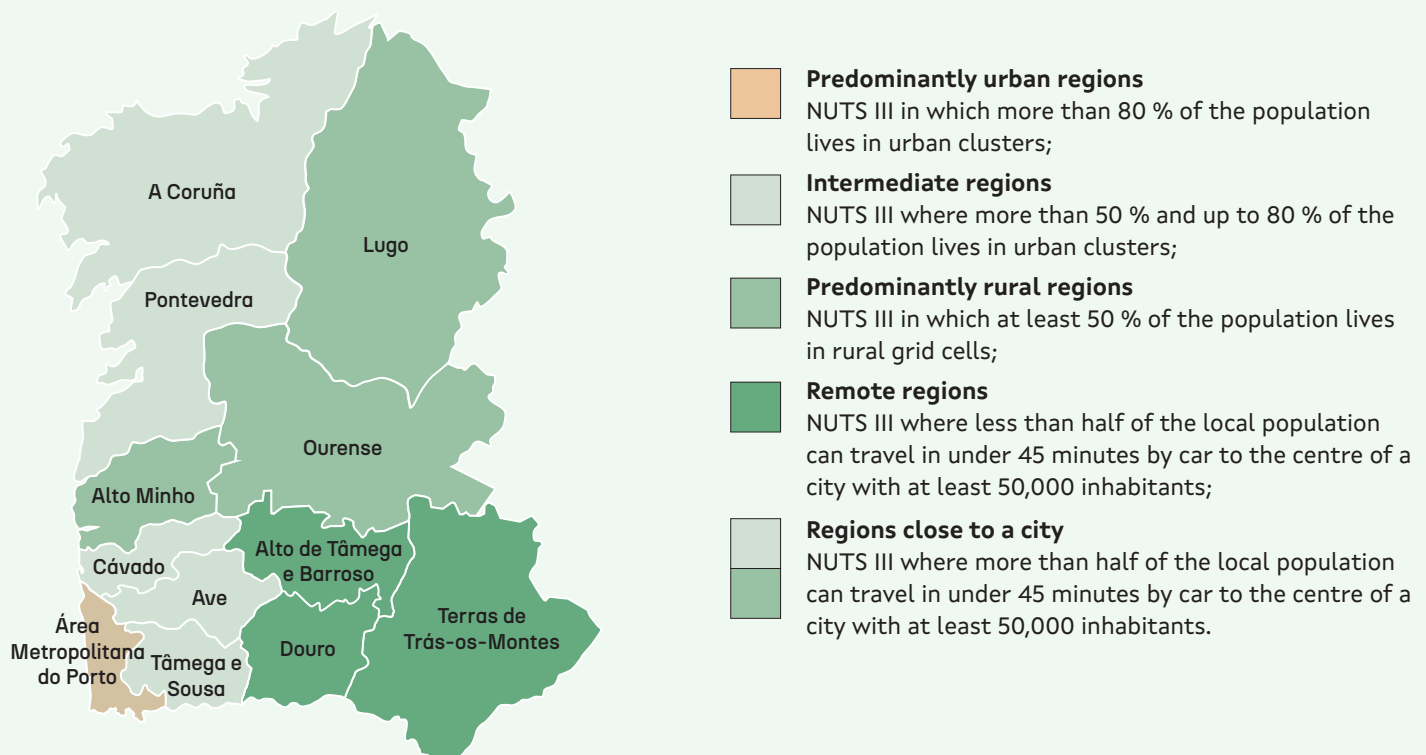 A Coruña
Lugo
Pontevedra
Ourense
Alto Minho
Cávado
Alto de Tâmega
e Barroso
Ave
Terras de
Trás-os-Montes
Área
Metropolitana
do Porto
Tâmega e
Sousa
Douro
Predominantly urban regions
NUTS III in which more than 80 % of the population
lives in urban clusters;
Intermediate regions
NUTS III where more than 50 % and up to 80 % of the
population lives in urban clusters;
Predominantly rural regions
NUTS III in which at least 50 % of the population lives
in rural grid cells;
Remote regions
NUTS III where less than half of the local population
can travel in under 45 minutes by car to the centre of a
city with at least 50,000 inhabitants;
Regions close to a city
NUTS III where more than half of the local population
can travel in under 45 minutes by car to the centre of a
city with at least 50,000 inhabitants.